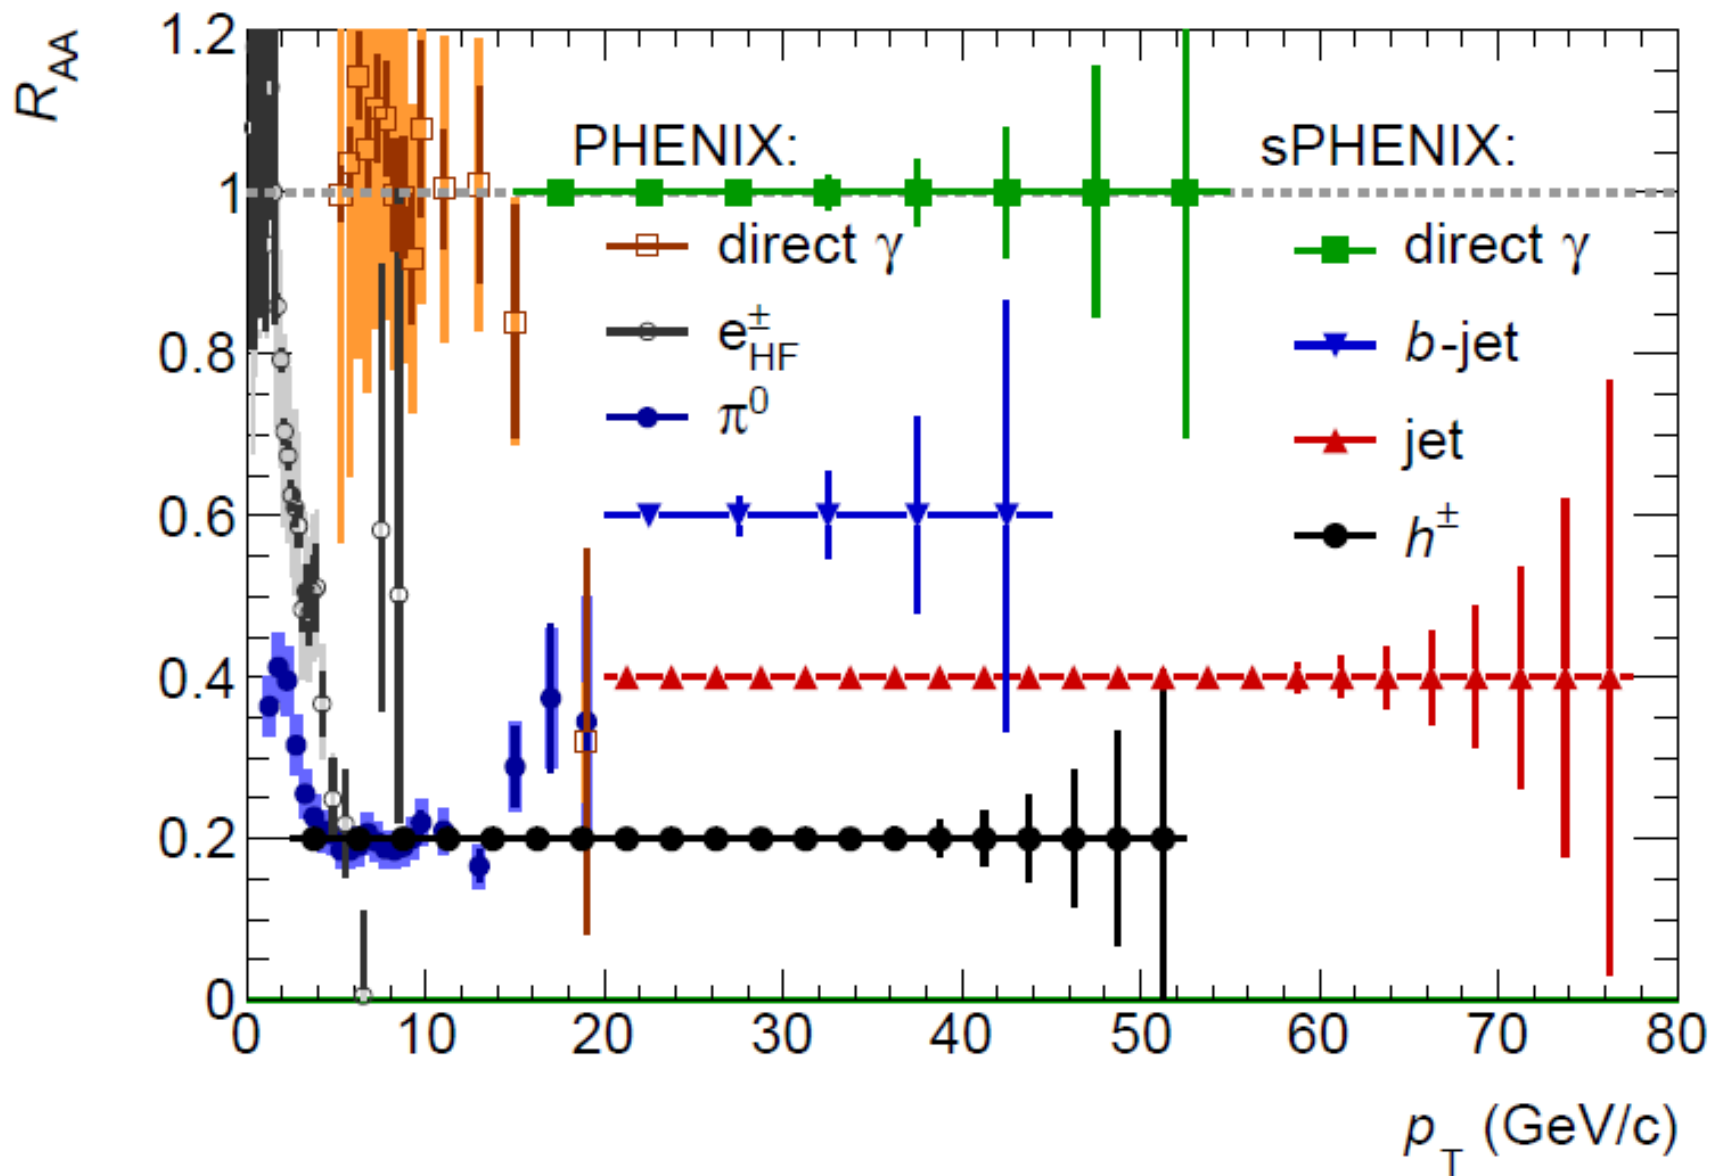 R_AA
1.2
1
0.8
0.6
0.4
0.2
0
PHENIX:
direct γ
e±HF
π⁰
sPHENIX:
direct γ
b-jet
jet
h±
0 10 20 30 40 50 60 70 80
p_T (GeV/c)